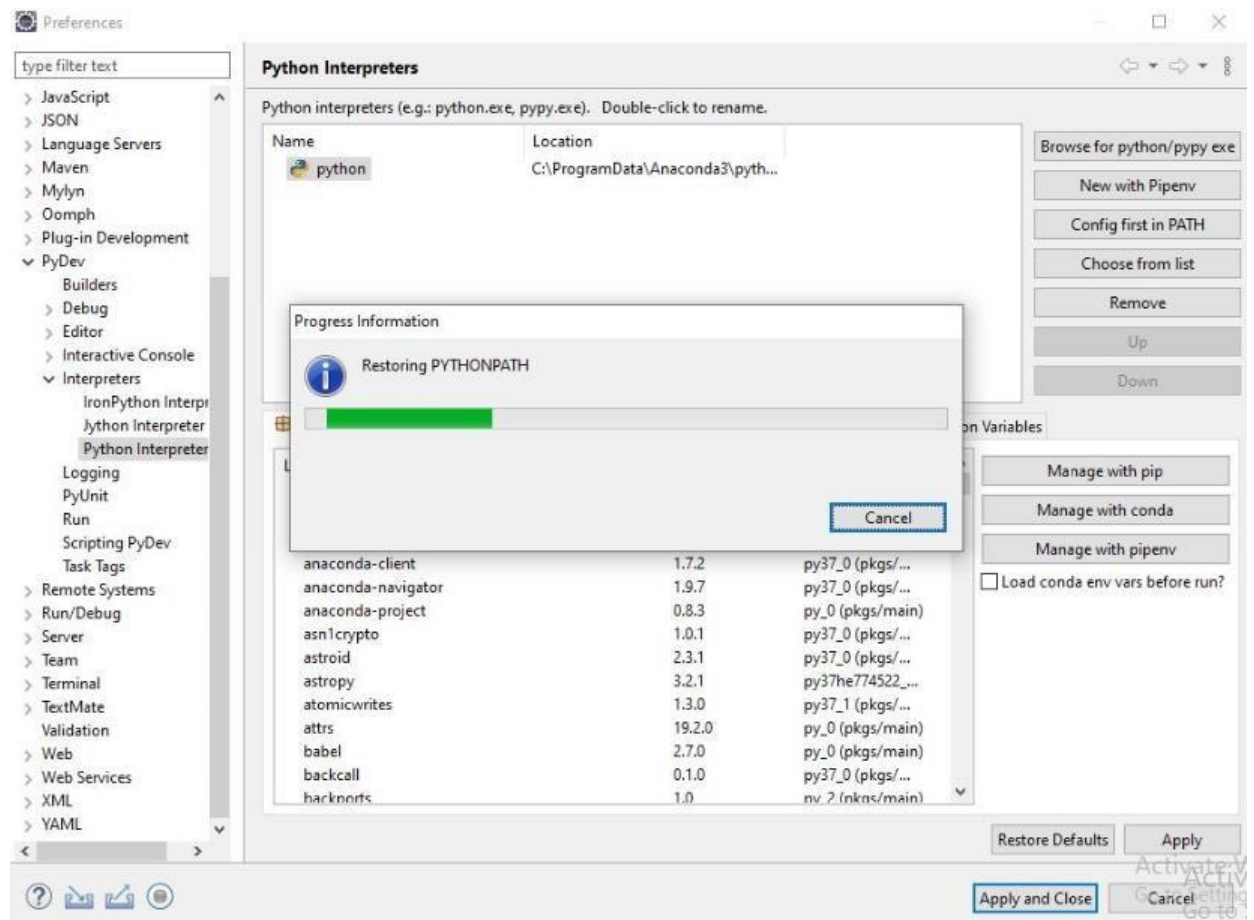 Preferences
type filter text
JavaScript
JSON
Language Servers
Maven
Mylyn
Oomph
Plug-in Development
PyDev
Builders
Debug
Editor
Interactive Console
Interpreters
IronPython Interpr
Jython Interpreter
Python Interpreter
Logging
PyUnit
Run
Scripting PyDev
Task Tags
Remote Systems
Run/Debug
Server
Team
Terminal
TextMate
Validation
Web
Web Services
XML
YAML
Python Interpreters
Python interpreters (e.g.: python.exe, pypy.exe). Double-click to rename.
Name Location
python C:\ProgramData\Anaconda3\pyth...
Browse for python/pypy exe
New with Pipenv
Config first in PATH
Choose from list
Remove
Up
Down
Progress Information
Restoring PYTHONPATH
Cancel
on Variables
anaconda-client 1.7.2 py37_0 (pkgs/...
anaconda-navigator 1.9.7 py37_0 (pkgs/...
anaconda-project 0.8.3 py_0 (pkgs/main)
asn1crypto 1.0.1 py37_0 (pkgs/...
astroid 2.3.1 py37_0 (pkgs/...
astropy 3.2.1 py37he774522_...
atomicwrites 1.3.0 py37_1 (pkgs/...
attrs 19.2.0 py_0 (pkgs/main)
babel 2.7.0 py_0 (pkgs/main)
backcall 0.1.0 py37_0 (pkgs/...
backports 1.0 py_2 (pkgs/main)
Manage with pip
Manage with conda
Manage with pipenv
Load conda env vars before run?
Restore Defaults Apply
Apply and Close Cancel